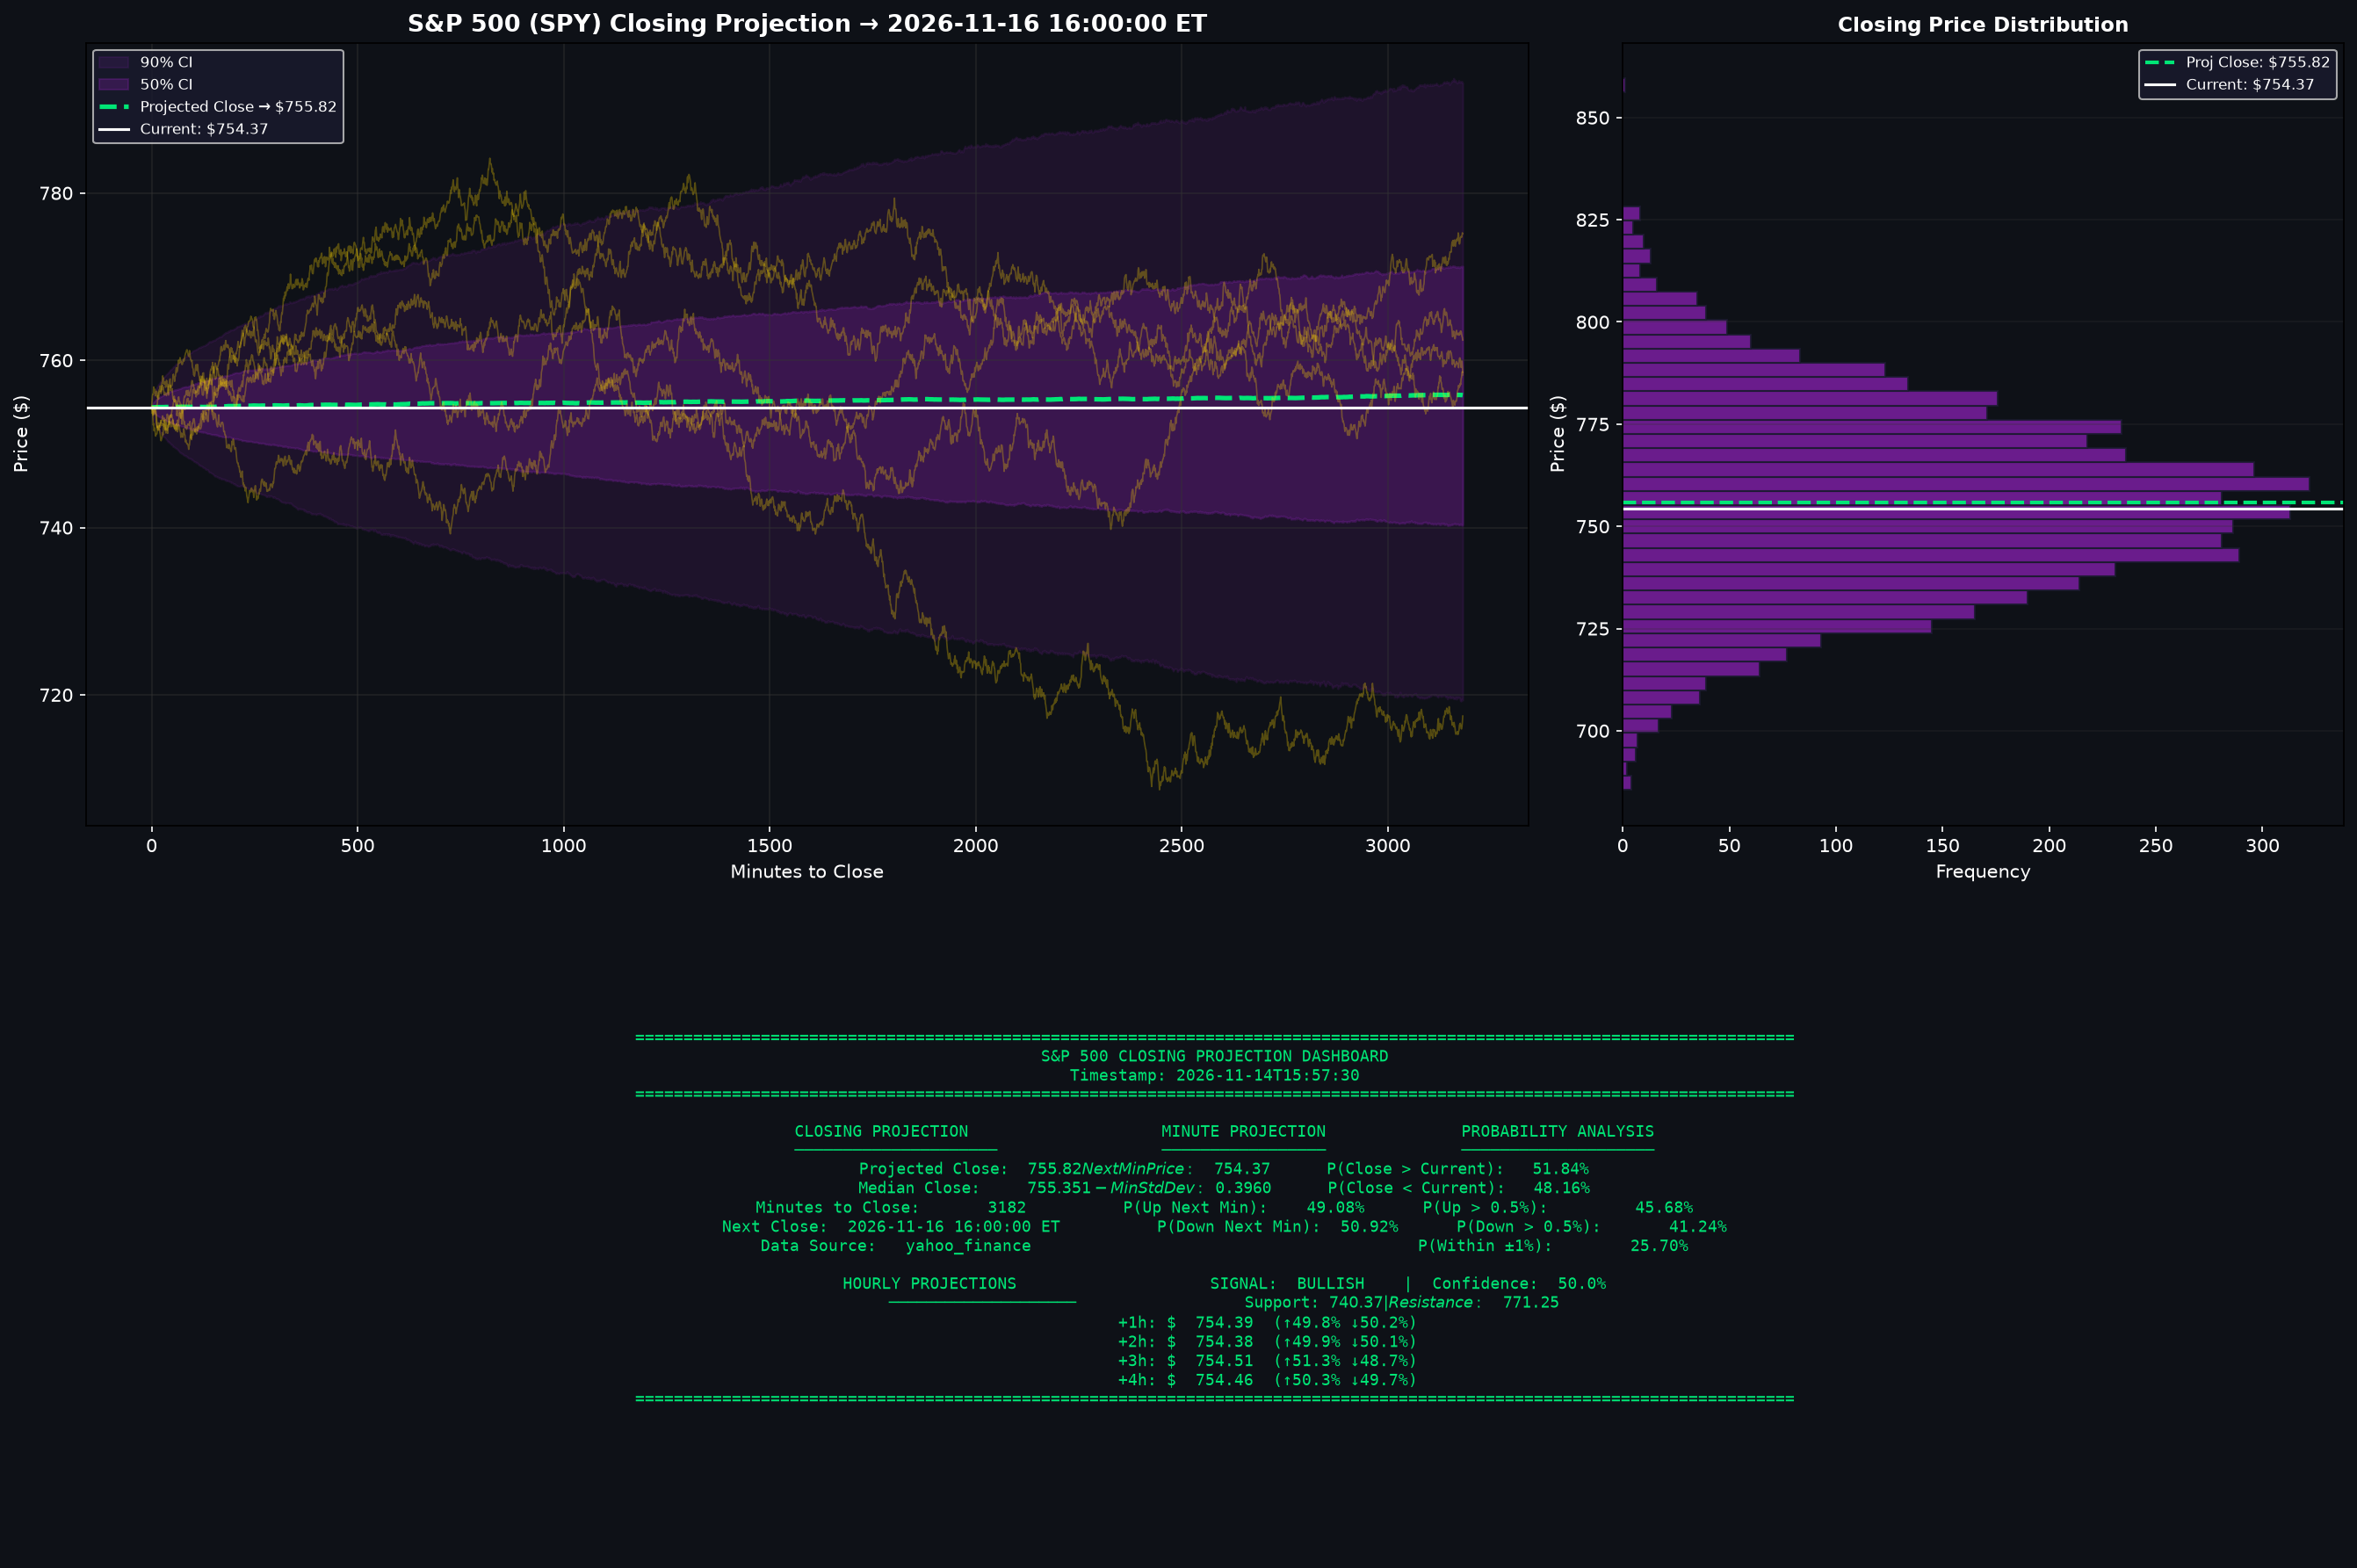 S&P 500 (SPY) Closing Projection → 2026-11-16 16:00:00 ET
90% CI
50% CI
Projected Close → $755.82
Current: $754.37
Price ($)
780
760
740
720
0 500 1000 1500 2000 2500 3000
Minutes to Close
Closing Price Distribution
Proj Close: $755.82
Current: $754.37
Price ($)
850
825
800
775
750
725
700
0 50 100 150 200 250 300
Frequency
S&P 500 CLOSING PROJECTION DASHBOARD
Timestamp: 2026-11-14T15:57:30
CLOSING PROJECTION MINUTE PROJECTION PROBABILITY ANALYSIS
Projected Close: 755.82NextMinPrice: 754.37 P(Close > Current): 51.84%
Median Close: 755.351-MinStdDev: 0.3960 P(Close < Current): 48.16%
Minutes to Close: 3182 P(Up Next Min): 49.08% P(Up > 0.5%): 45.68%
Next Close: 2026-11-16 16:00:00 ET P(Down Next Min): 50.92% P(Down > 0.5%): 41.24%
Data Source: yahoo_finance P(Within ±1%): 25.70%
HOURLY PROJECTIONS SIGNAL: BULLISH | Confidence: 50.0%
Support: 740.37|Resistance: 771.25
+1h: $ 754.39 (↑49.8% ↓50.2%)
+2h: $ 754.38 (↑49.9% ↓50.1%)
+3h: $ 754.51 (↑51.3% ↓48.7%)
+4h: $ 754.46 (↑50.3% ↓49.7%)